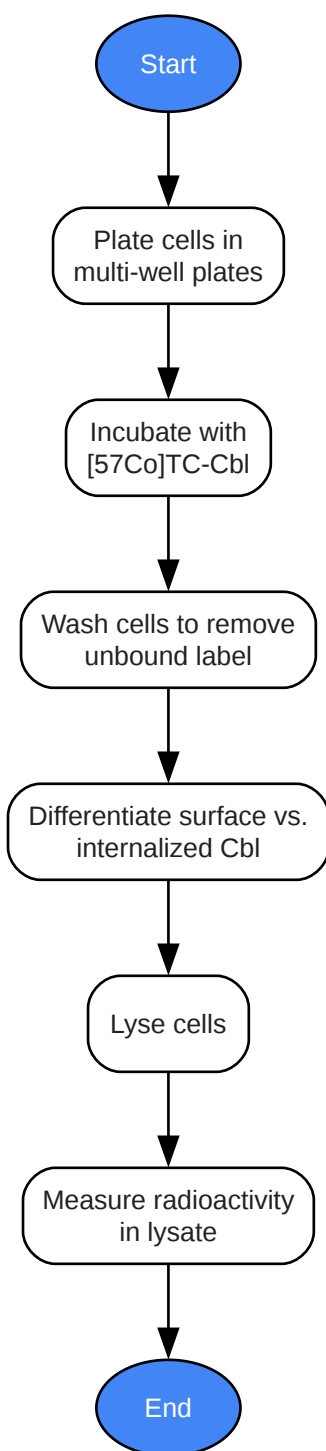 Start
Plate cells in
multi-well plates
Incubate with
[57Co]TC-Cbl
Wash cells to remove
unbound label
Differentiate surface vs.
internalized Cbl
Lyse cells
Measure radioactivity
in lysate
End